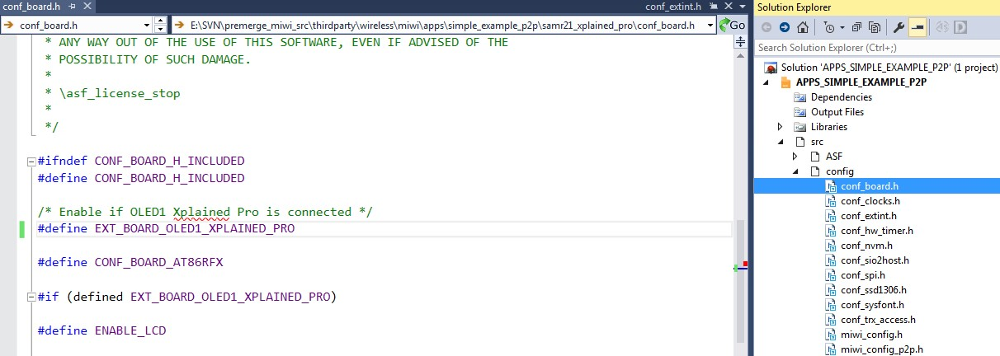 conf_board.h
conf_extint.h
conf_board.h
E:\SVN\premerge_miwi_src\thirdparty\wireless\miwi\apps\simple_example_p2p\samr21_xplained_pro\conf_board.h
Go
* ANY WAY OUT OF THE USE OF THIS SOFTWARE, EVEN IF ADVISED OF THE
* POSSIBILITY OF SUCH DAMAGE.
*
* \asf_license_stop
*
*/
#ifndef CONF_BOARD_H_INCLUDED
#define CONF_BOARD_H_INCLUDED
/* Enable if OLED1 Xplained Pro is connected */
#define EXT_BOARD_OLED1_XPLAINED_PRO
#define CONF_BOARD_AT86RFX
#if (defined EXT_BOARD_OLED1_XPLAINED_PRO)
#define ENABLE_LCD
Solution Explorer
Search Solution Explorer (Ctrl+;)
Solution 'APPS_SIMPLE_EXAMPLE_P2P' (1 project)
APPS_SIMPLE_EXAMPLE_P2P
Dependencies
Output Files
Libraries
src
ASF
config
conf_board.h
conf_clocks.h
conf_extint.h
conf_hw_timer.h
conf_nvm.h
conf_sio2host.h
conf_spi.h
conf_ssd1306.h
conf_sysfont.h
conf_trx_access.h
miwi_config.h
miwi_config_p2p.h